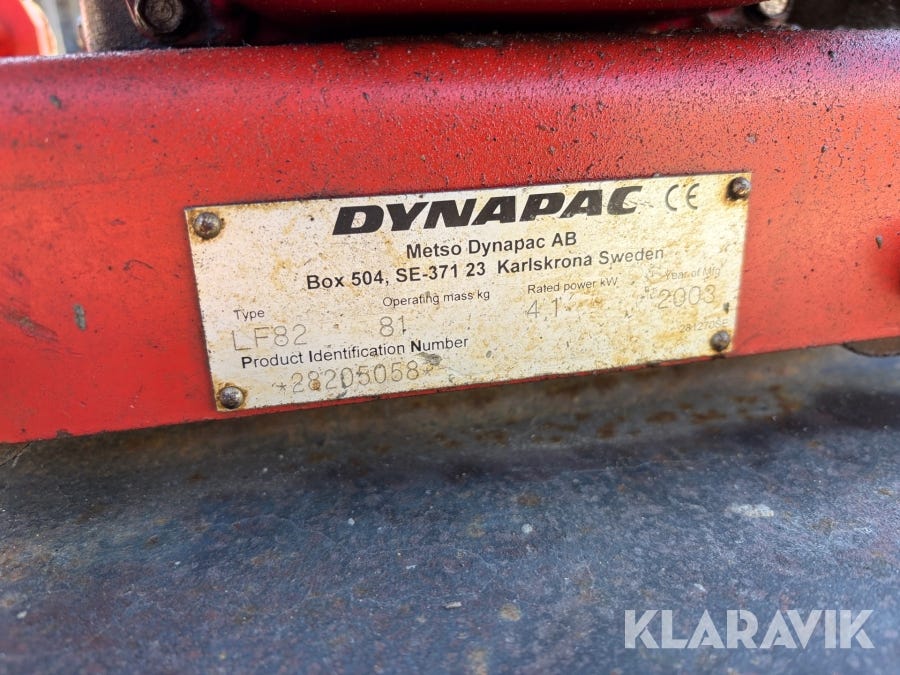 DYNAPAC CE
Metso Dynapac AB
Box 504, SE-371 23 Karlskrona Sweden
Type Operating mass kg Rated power kW Year of Mfg
LF82 81 4.1 2003
Product Identification Number
*28205058*
KLARAVIK